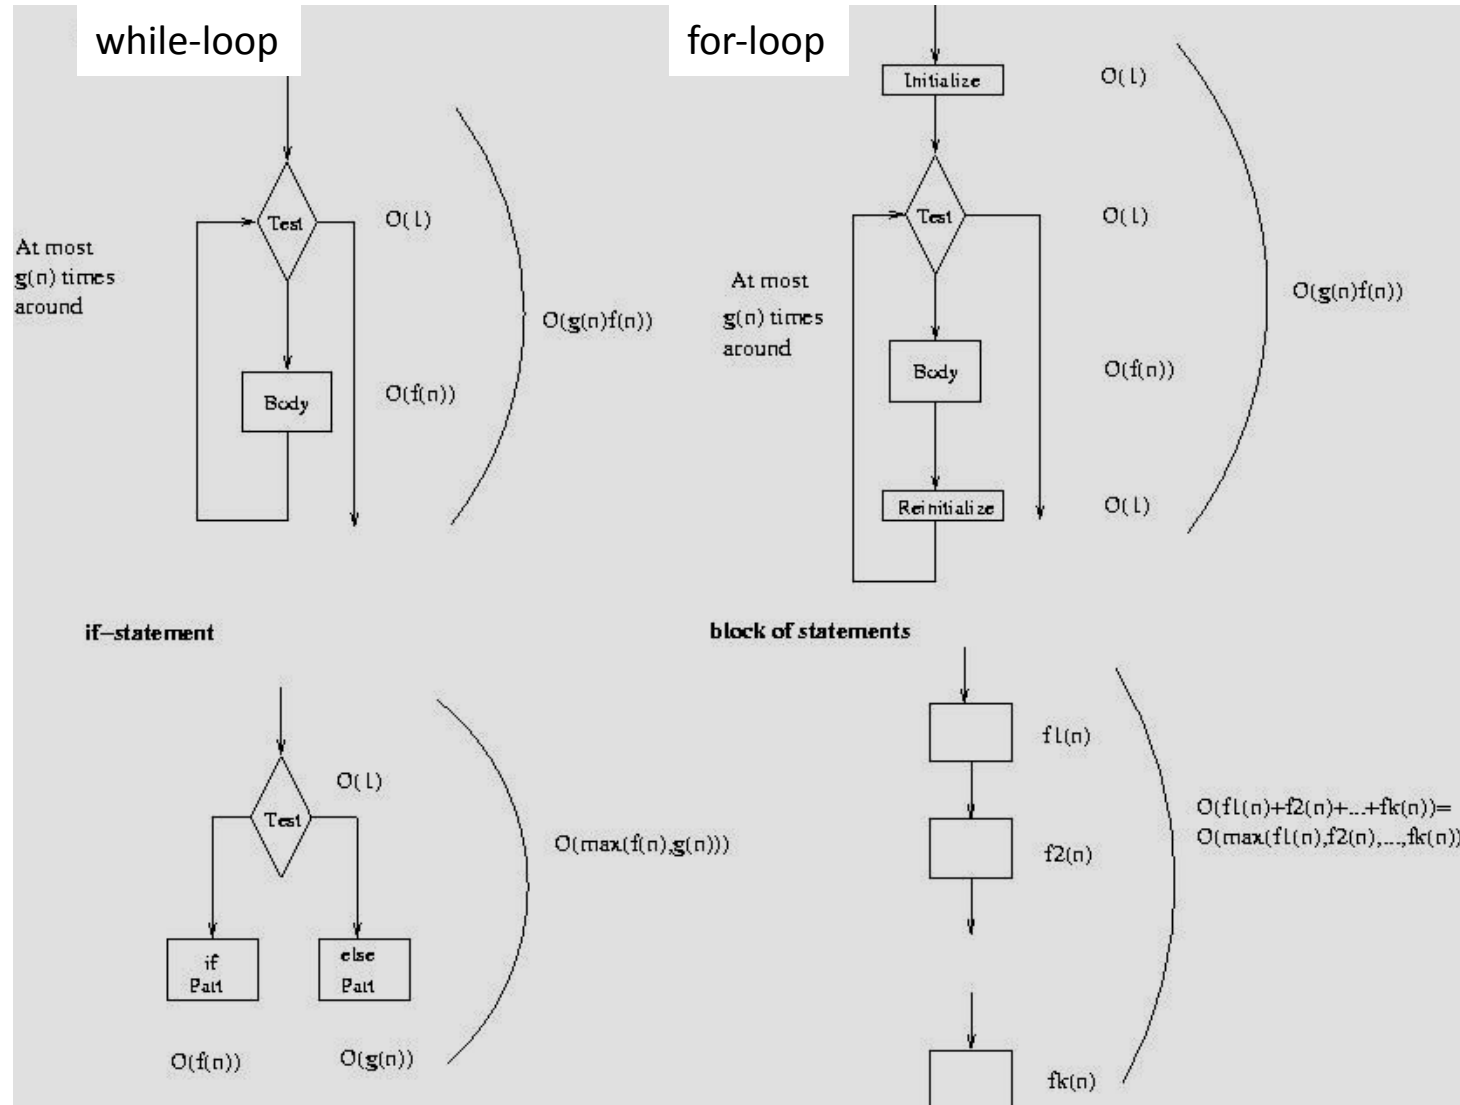 while-loop
At most
g(n) times
around
Test
O(1)
Body
O(f(n))
O(g(n)f(n))
for-loop
Initialize
O(1)
Test
O(1)
At most
g(n) times
around
Body
O(f(n))
Reinitialize
O(1)
O(g(n)f(n))
if-statement
Test
O(1)
if
Part
else
Part
O(f(n))
O(g(n))
O(max(f(n),g(n)))
block of statements
f1(n)
f2(n)
fk(n)
O(f1(n)+f2(n)+...+fk(n))=
O(max(f1(n),f2(n),...,fk(n))